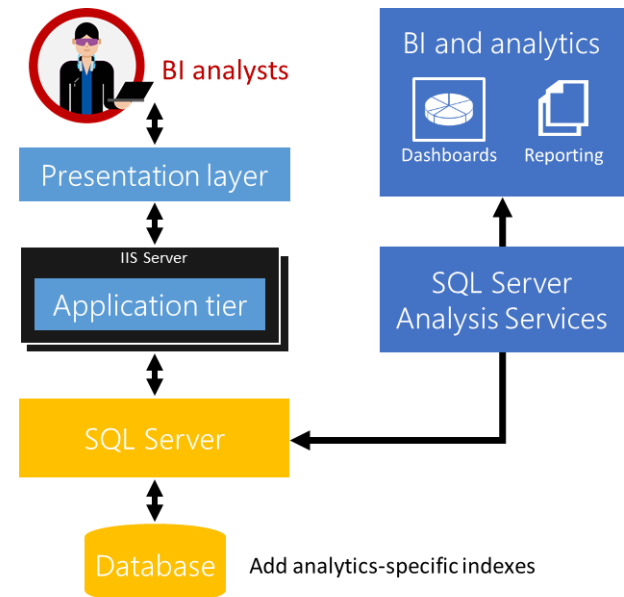 BI analysts
Presentation layer
IIS Server
Application tier
SQL Server
Database
Add analytics-specific indexes
BI and analytics
Dashboards
Reporting
SQL Server
Analysis Services